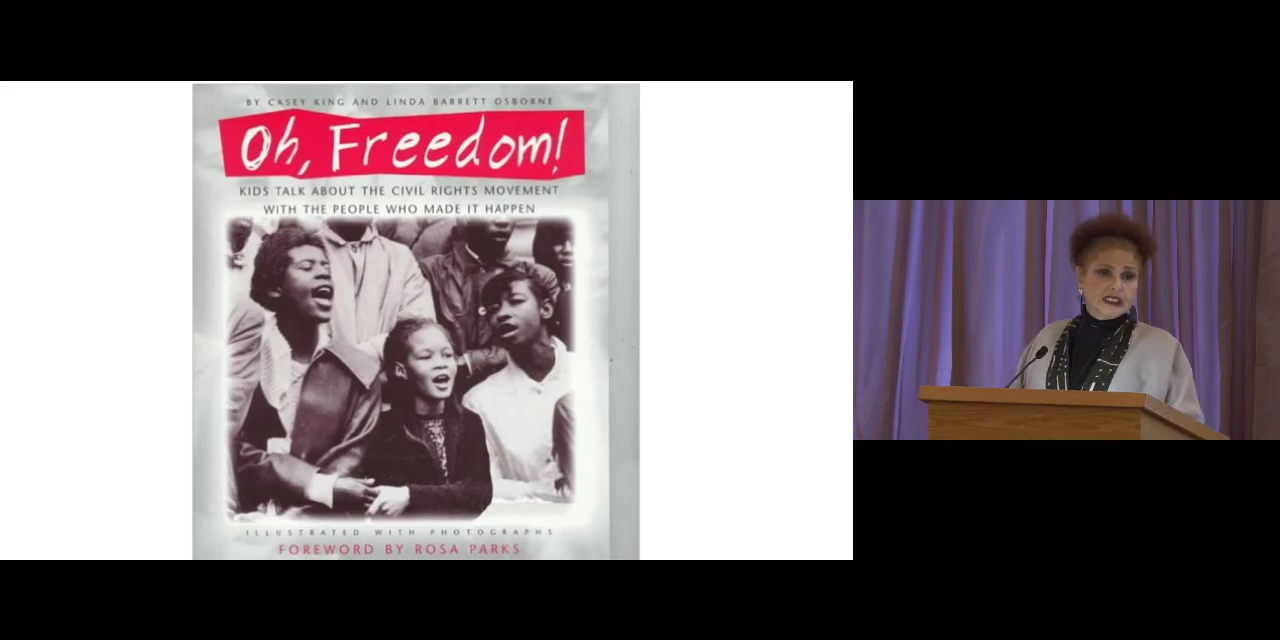 BY CASEY KING AND LINDA BARRETT OSBORNE
Oh, Freedom!
KIDS TALK ABOUT THE CIVIL RIGHTS MOVEMENT
WITH THE PEOPLE WHO MADE IT HAPPEN
ILLUSTRATED WITH PHOTOGRAPHS
FOREWORD BY ROSA PARKS